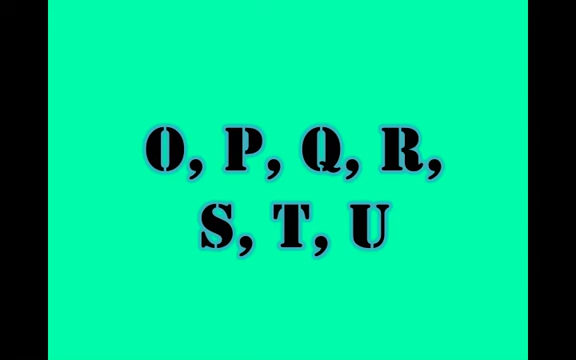 O, P, Q, R,
S, T, U